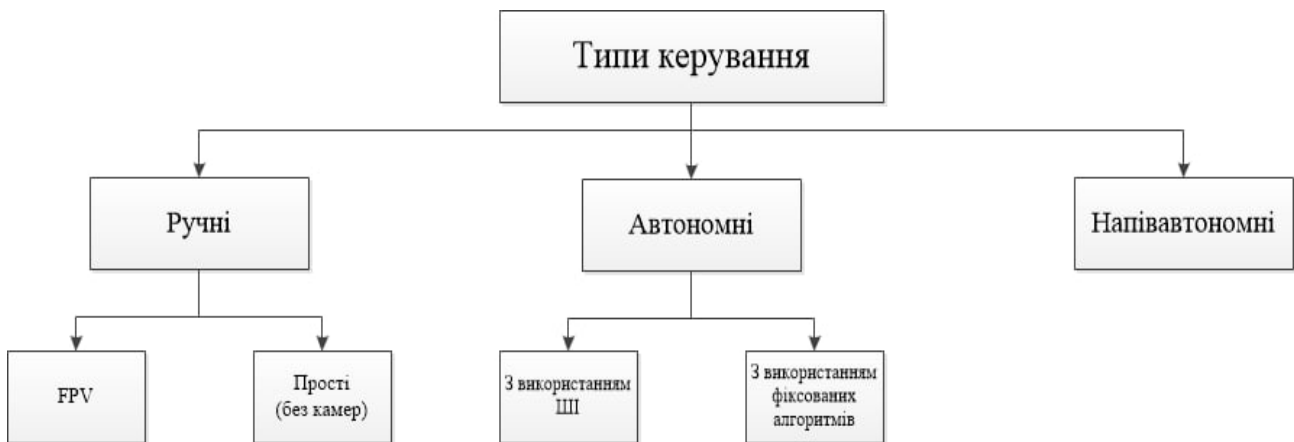 Типи керування
Ручні
Автономні
Напівавтономні
FPV
Прості
(без камер)
З використанням
ШІ
З використанням
фіксованих
алгоритмів